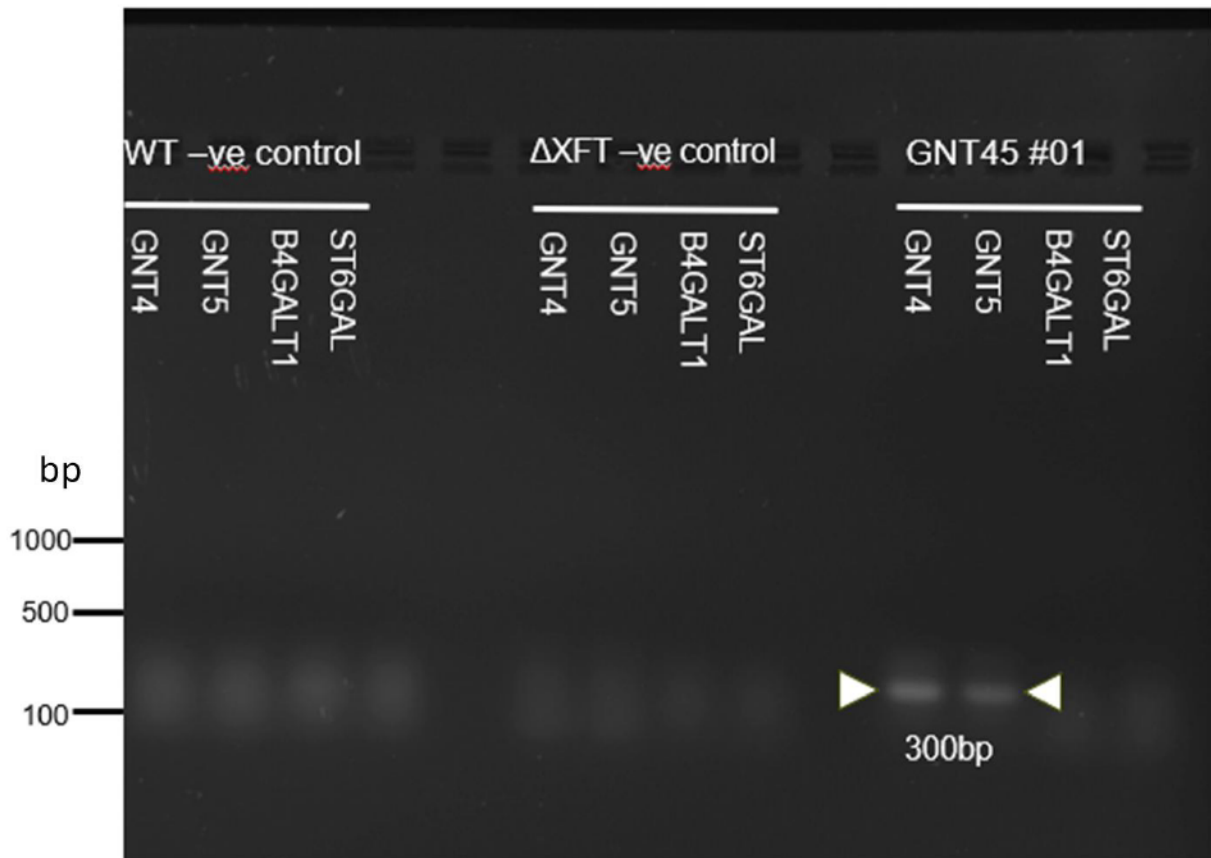 WT –ve control
ΔXFT –ve control
GNT45 #01
GNT4
GNT5
B4GALT1
ST6GAL
GNT4
GNT5
B4GALT1
ST6GAL
GNT4
GNT5
B4GALT1
ST6GAL
bp
1000
500
100
300bp